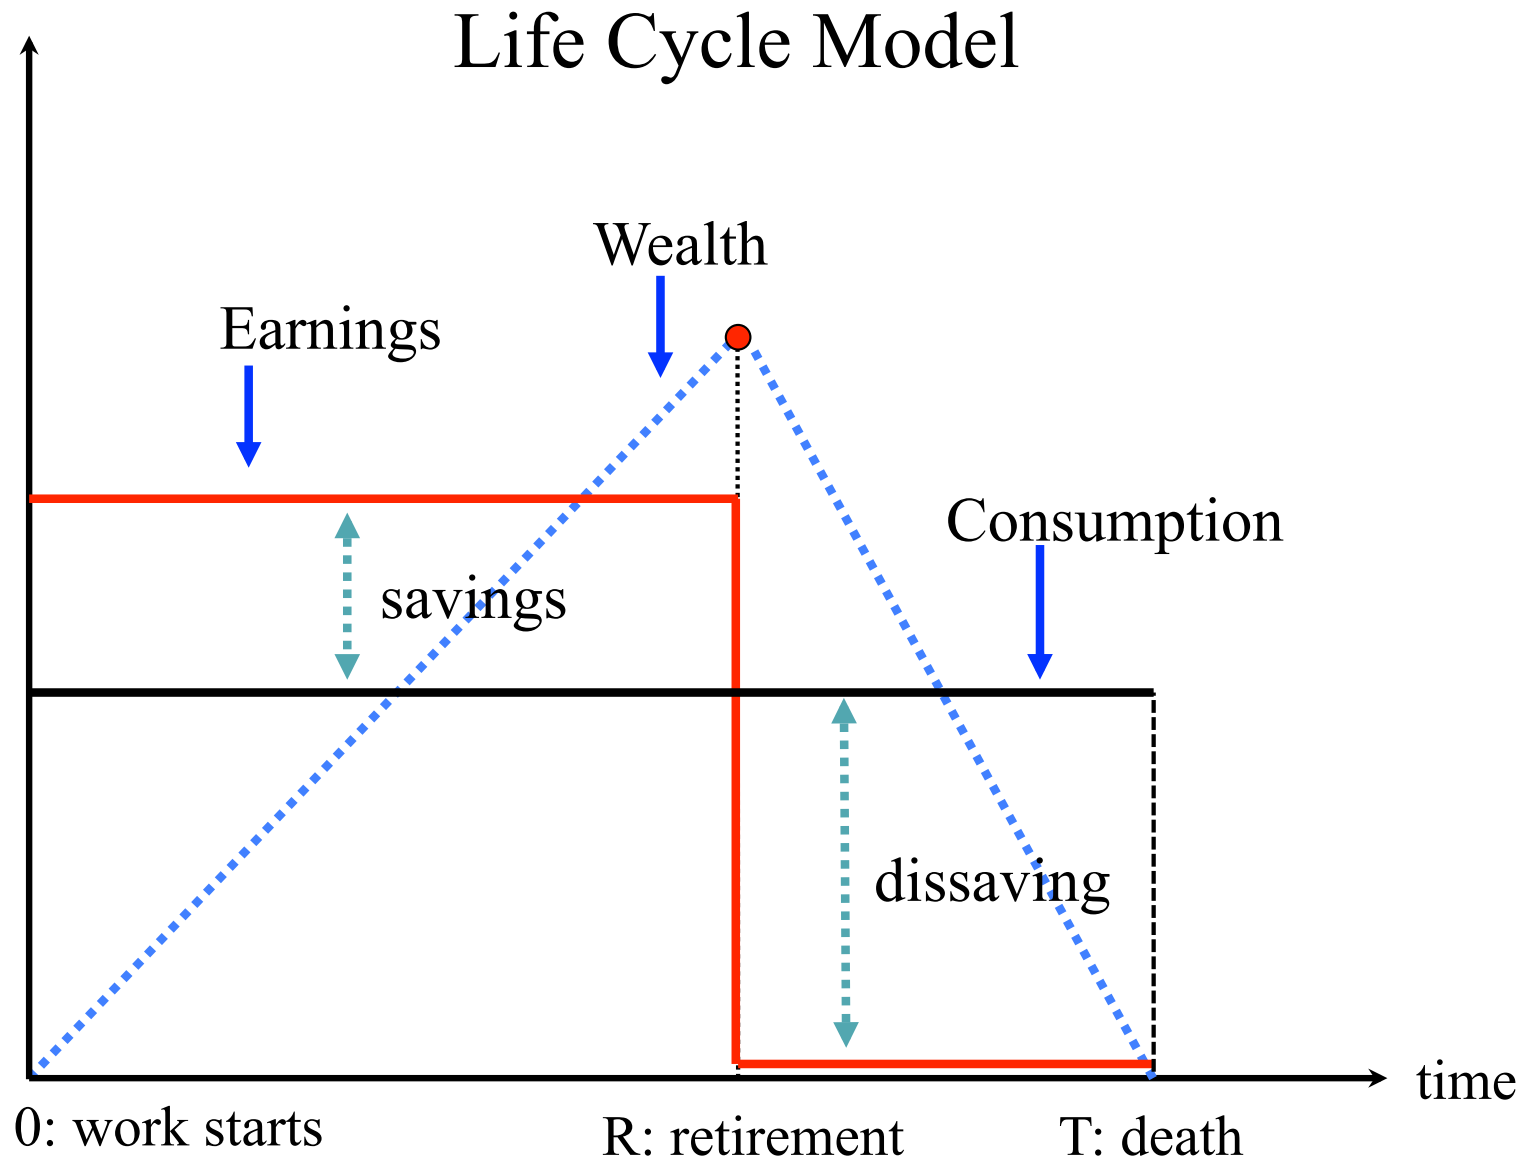 Life Cycle Model
Wealth
Earnings
Consumption
savings
dissaving
time
0: work starts
R: retirement
T: death